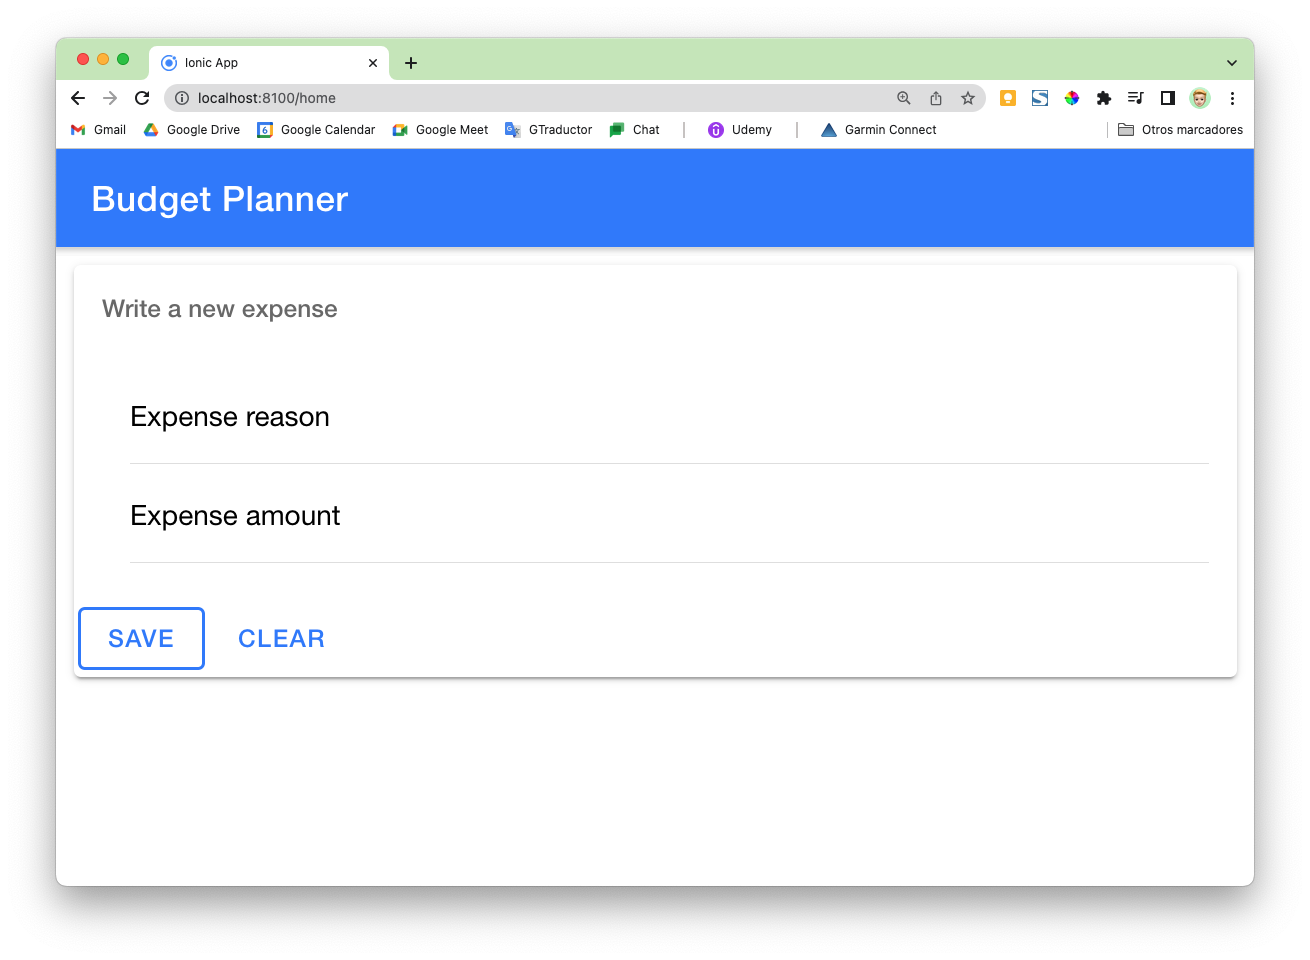 Ionic App
localhost:8100/home
Gmail Google Drive 6 Google Calendar Google Meet GTraductor Chat Udemy Garmin Connect Otros marcadores
Budget Planner
Write a new expense
Expense reason
Expense amount
SAVE CLEAR